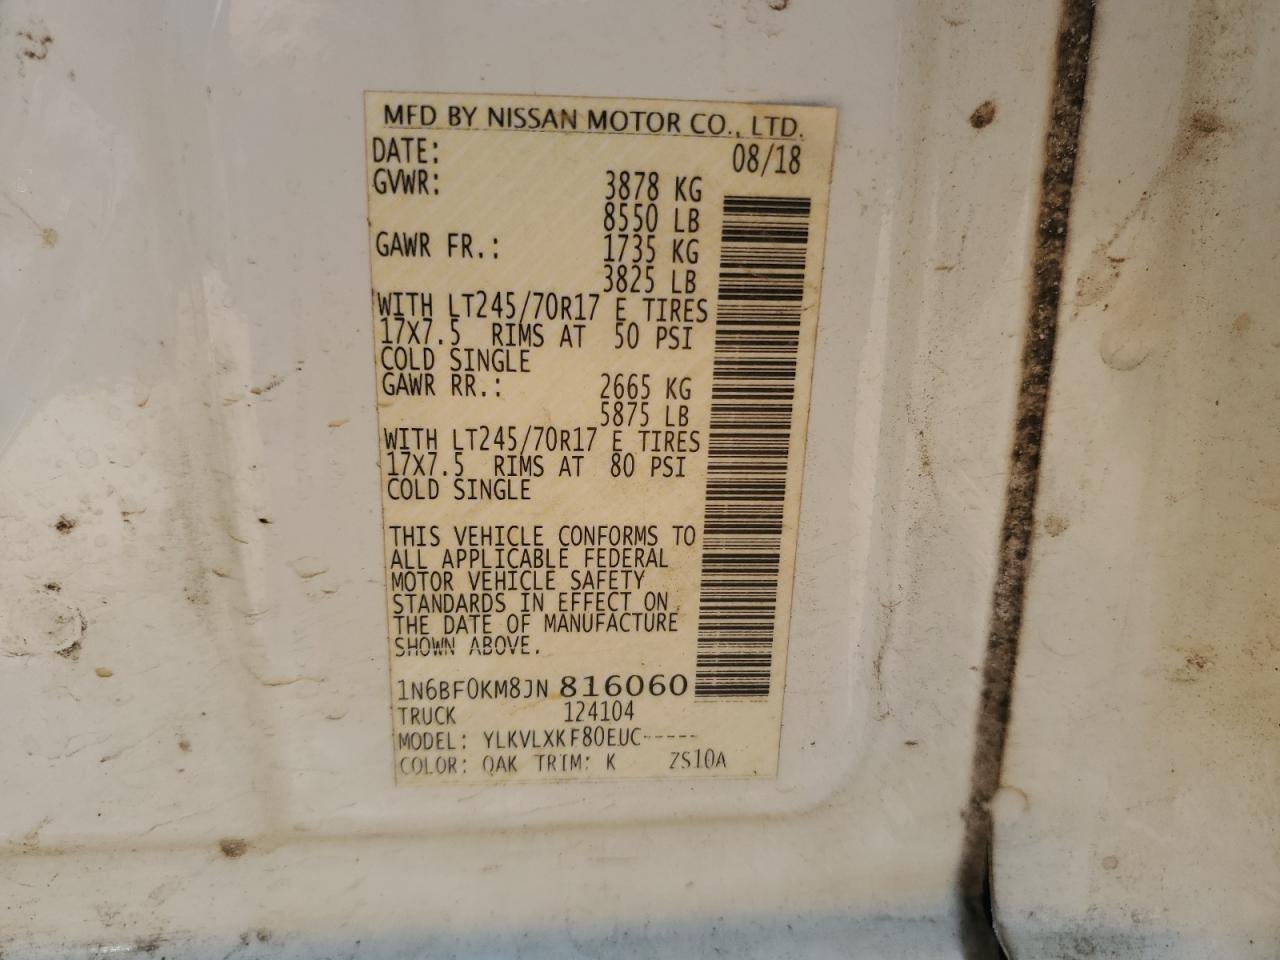 MFD BY NISSAN MOTOR CO., LTD.
DATE: 08/18
GVWR: 3878 KG
8550 LB
GAWR FR.: 1735 KG
3825 LB
WITH LT245/70R17 E TIRES
17X7.5 RIMS AT 50 PSI
COLD SINGLE
GAWR RR.: 2665 KG
5875 LB
WITH LT245/70R17 E TIRES
17X7.5 RIMS AT 80 PSI
COLD SINGLE
THIS VEHICLE CONFORMS TO
ALL APPLICABLE FEDERAL
MOTOR VEHICLE SAFETY
STANDARDS IN EFFECT ON
THE DATE OF MANUFACTURE
SHOWN ABOVE.
1N6BF0KM8JN 816060
TRUCK 124104
MODEL: YLKVLXKF80EUC-----
COLOR: QAK TRIM: K ZS10A